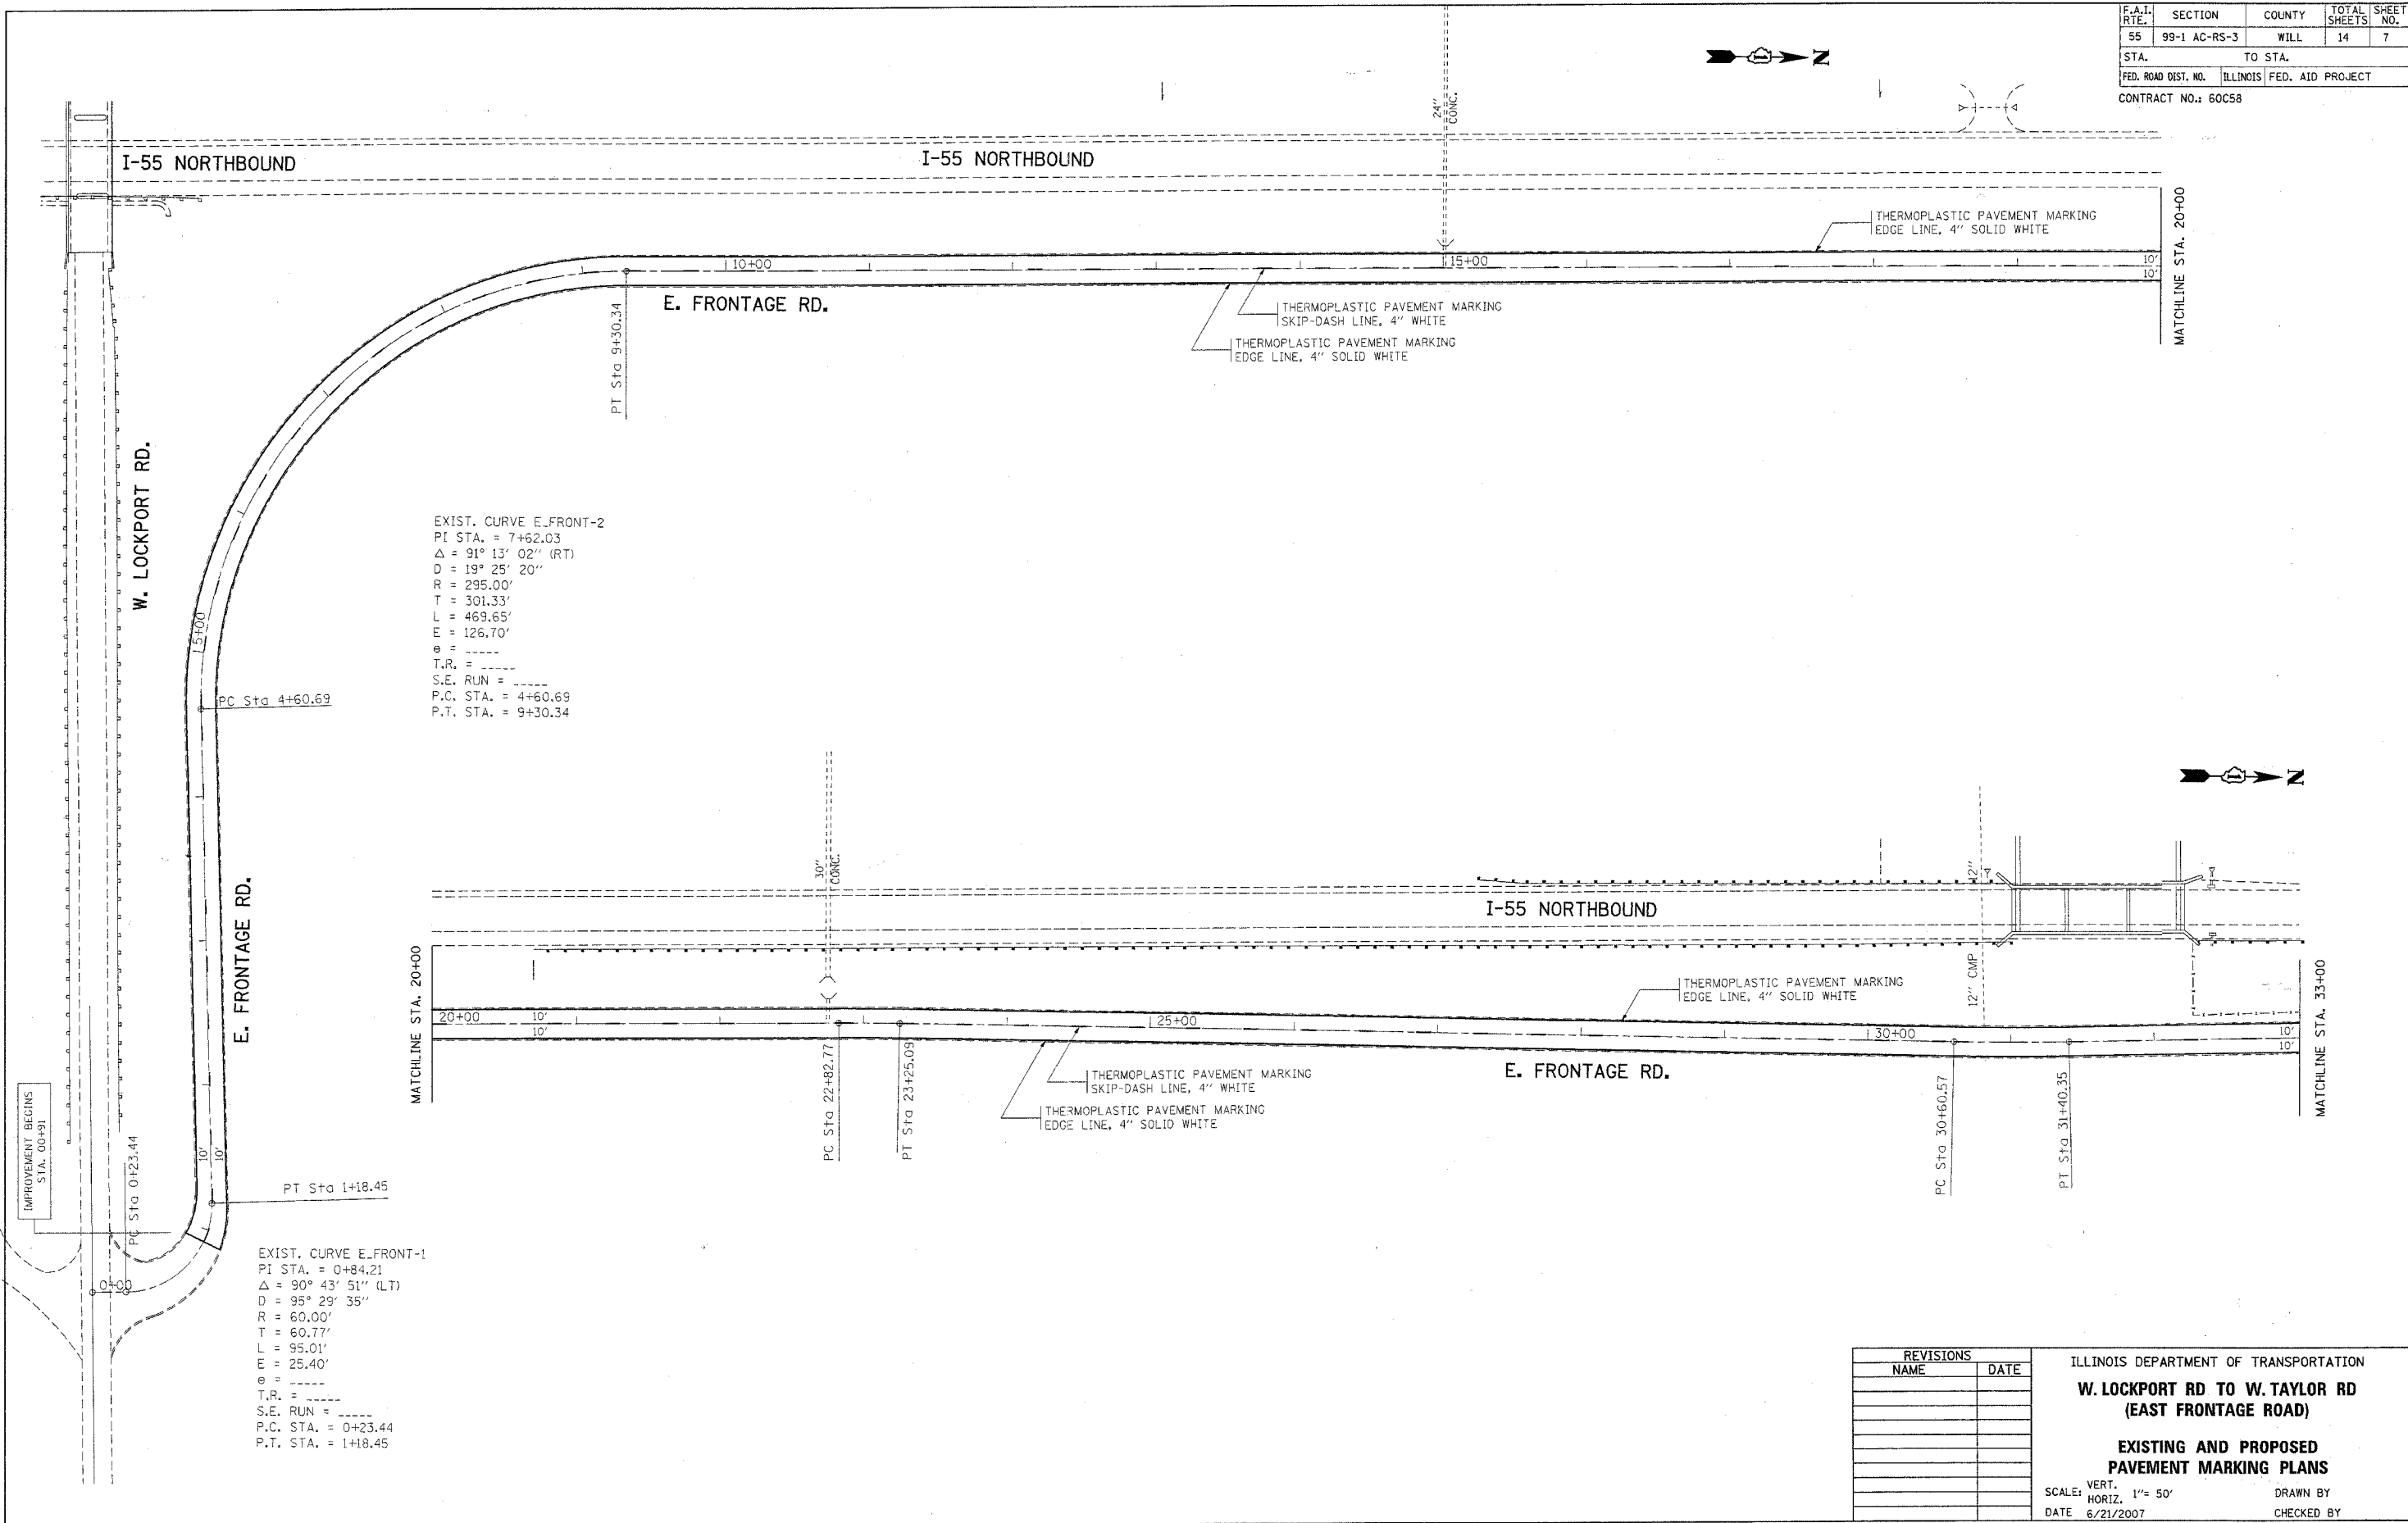 F.A.I. RTE. SECTION COUNTY TOTAL SHEETS SHEET NO.
55 99-1 AC-RS-3 WILL 14 7
STA. TO STA.
FED. ROAD DIST. NO. ILLINOIS FED. AID PROJECT
CONTRACT NO.: 60C58
N
24" CONC.
I-55 NORTHBOUND
I-55 NORTHBOUND
THERMOPLASTIC PAVEMENT MARKING
EDGE LINE, 4" SOLID WHITE
MATCHLINE STA. 20+00
10+00
15+00
10'
10'
E. FRONTAGE RD.
PT Sta 9+30.34
THERMOPLASTIC PAVEMENT MARKING
SKIP-DASH LINE, 4" WHITE
THERMOPLASTIC PAVEMENT MARKING
EDGE LINE, 4" SOLID WHITE
W. LOCKPORT RD.
EXIST. CURVE E_FRONT-2
PI STA. = 7+62.03
Δ = 91° 13' 02" (RT)
D = 19° 25' 20"
R = 295.00'
T = 301.33'
L = 469.65'
E = 126.70'
e = _____
T.R. = _____
S.E. RUN = _____
P.C. STA. = 4+60.69
P.T. STA. = 9+30.34
5+00
PC Sta 4+60.69
N
30" CONC.
12"
I-55 NORTHBOUND
E. FRONTAGE RD.
MATCHLINE STA. 20+00
12" CMP
THERMOPLASTIC PAVEMENT MARKING
EDGE LINE, 4" SOLID WHITE
MATCHLINE STA. 33+00
20+00
10'
10'
25+00
30+00
10'
10'
THERMOPLASTIC PAVEMENT MARKING
SKIP-DASH LINE, 4" WHITE
THERMOPLASTIC PAVEMENT MARKING
EDGE LINE, 4" SOLID WHITE
E. FRONTAGE RD.
PC Sta 22+82.77
PT Sta 23+25.09
PC Sta 30+60.57
PT Sta 31+40.35
IMPROVEMENT BEGINS
STA. 00+91
PC Sta 0+23.44
10'
10'
PT Sta 1+18.45
0+00
EXIST. CURVE E_FRONT-1
PI STA. = 0+84.21
Δ = 90° 43' 51" (LT)
D = 95° 29' 35"
R = 60.00'
T = 60.77'
L = 95.01'
E = 25.40'
e = _____
T.R. = _____
S.E. RUN = _____
P.C. STA. = 0+23.44
P.T. STA. = 1+18.45
REVISIONS
NAME DATE
ILLINOIS DEPARTMENT OF TRANSPORTATION
W. LOCKPORT RD TO W. TAYLOR RD
(EAST FRONTAGE ROAD)
EXISTING AND PROPOSED
PAVEMENT MARKING PLANS
SCALE: VERT. HORIZ. 1"= 50'
DRAWN BY
DATE 6/21/2007
CHECKED BY